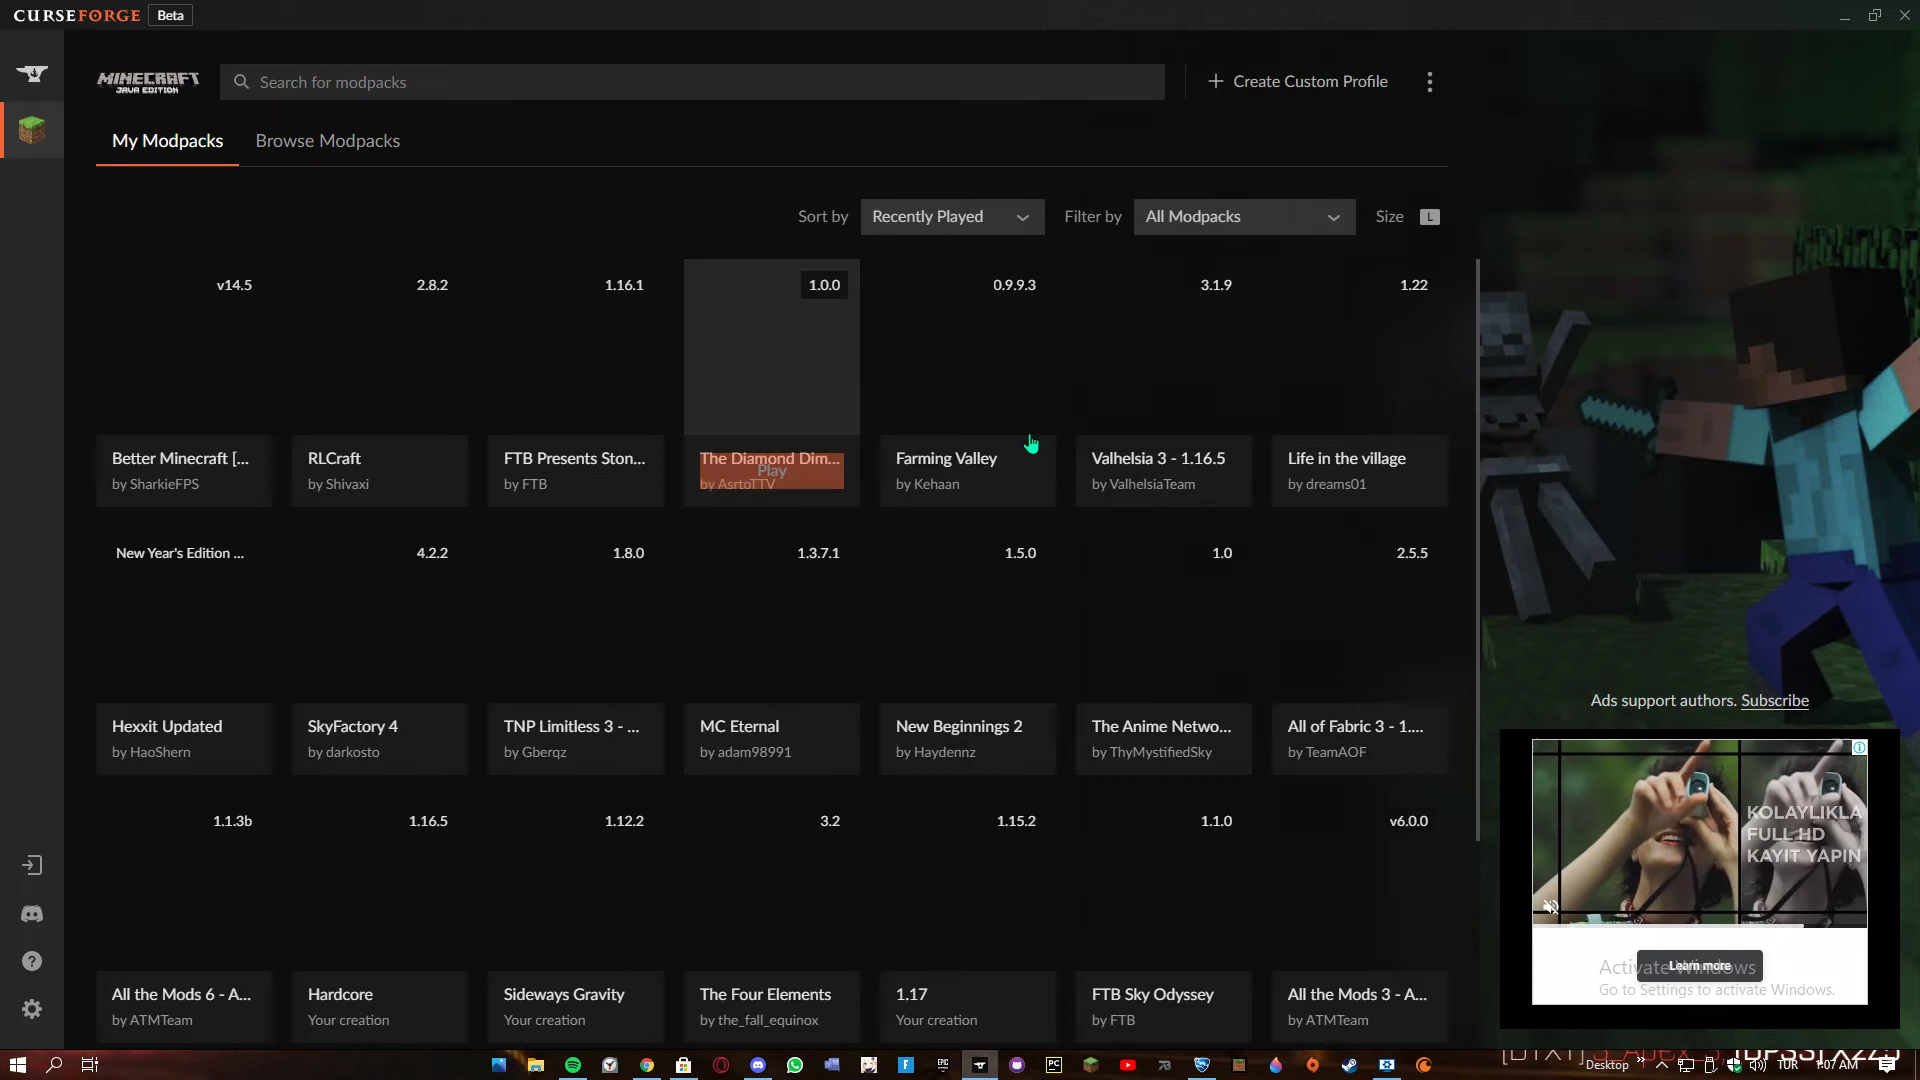 CURSEFORGE Beta
MINECRAFT
JAVA EDITION
Search for modpacks
Create Custom Profile
My Modpacks Browse Modpacks
Sort by Recently Played Filter by All Modpacks Size L
v14.5 2.8.2 1.16.1 1.0.0 0.9.9.3 3.1.9 1.22
Better Minecraft [... RLCraft FTB Presents Ston... The Diamond Dim... Farming Valley Valhelsia 3 - 1.16.5 Life in the village
Play
by SharkieFPS by Shivaxi by FTB by AsrtoTTV by Kehaan by ValhelsiaTeam by dreams01
New Year's Edition ... 4.2.2 1.8.0 1.3.7.1 1.5.0 1.0 2.5.5
Hexxit Updated SkyFactory 4 TNP Limitless 3 - ... MC Eternal New Beginnings 2 The Anime Netwo... All of Fabric 3 - 1....
by HaoShern by darkosto by Gberqz by adam98991 by Haydennz by ThyMystifiedSky by TeamAOF
1.1.3b 1.16.5 1.12.2 3.2 1.15.2 1.1.0 v6.0.0
All the Mods 6 - A... Hardcore Sideways Gravity The Four Elements 1.17 FTB Sky Odyssey All the Mods 3 - A...
by ATMTeam Your creation Your creation by the_fall_equinox Your creation by FTB by ATMTeam
Ads support authors. Subscribe
KOLAYLIKLA
FULL HD
KAYIT YAPIN
Learn more
Activate Windows
Go to Settings to activate Windows.
EPIC PC Desktop TUR 1:07 AM